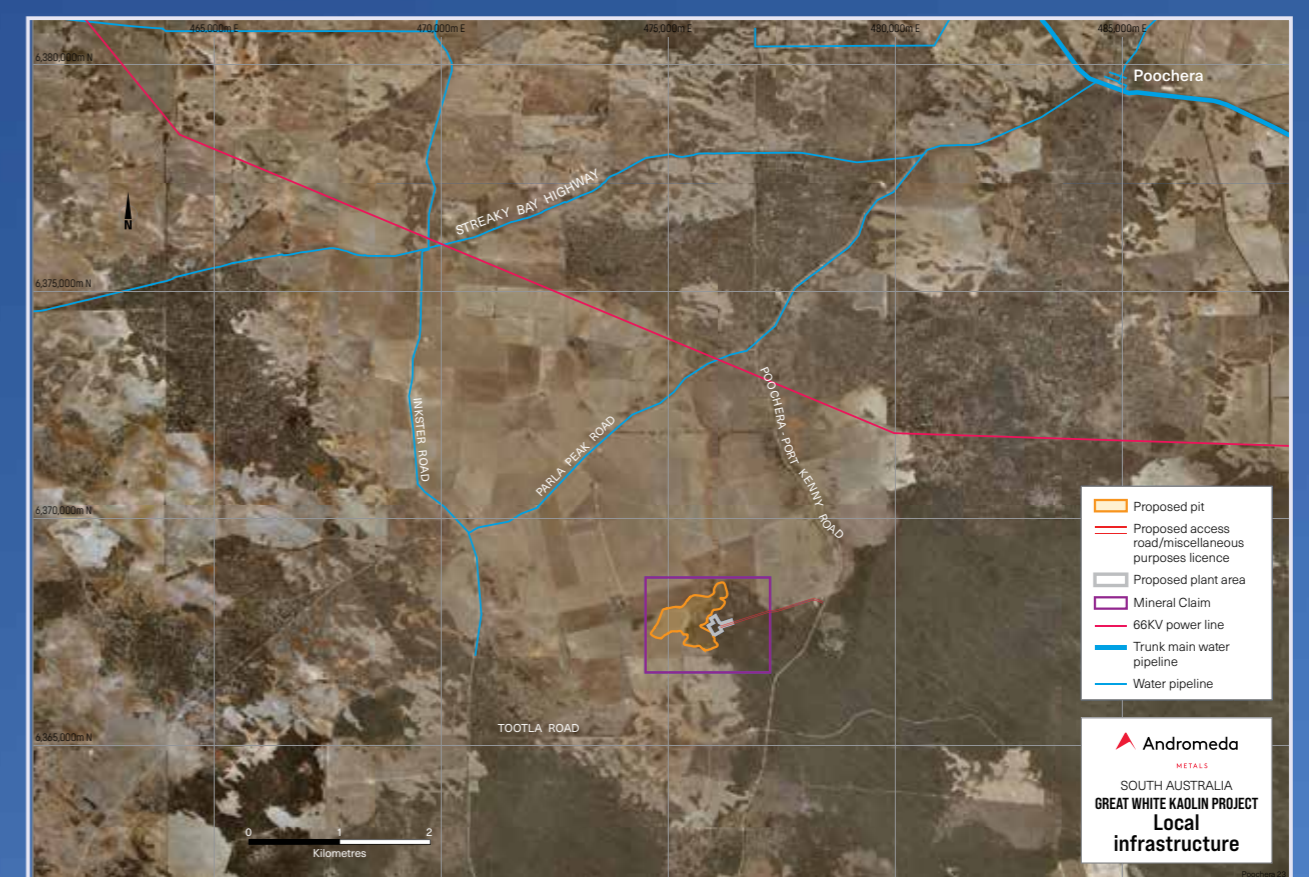 465,000m E
470,000m E
475,000m E
480,000m E
485,000m E
6,380,000m N
Poochera
STREAKY BAY HIGHWAY
N
6,375,000m N
INKSTER ROAD
PARLA PEAK ROAD
POOCHERA - PORT KENNY ROAD
6,370,000m N
TOOTLA ROAD
6,365,000m N
0 1 2
Kilometres
Proposed pit
Proposed access
road/miscellaneous
purposes licence
Proposed plant area
Mineral Claim
66KV power line
Trunk main water
pipeline
Water pipeline
Andromeda
METALS
SOUTH AUSTRALIA
GREAT WHITE KAOLIN PROJECT
Local
infrastructure
Poochera 23